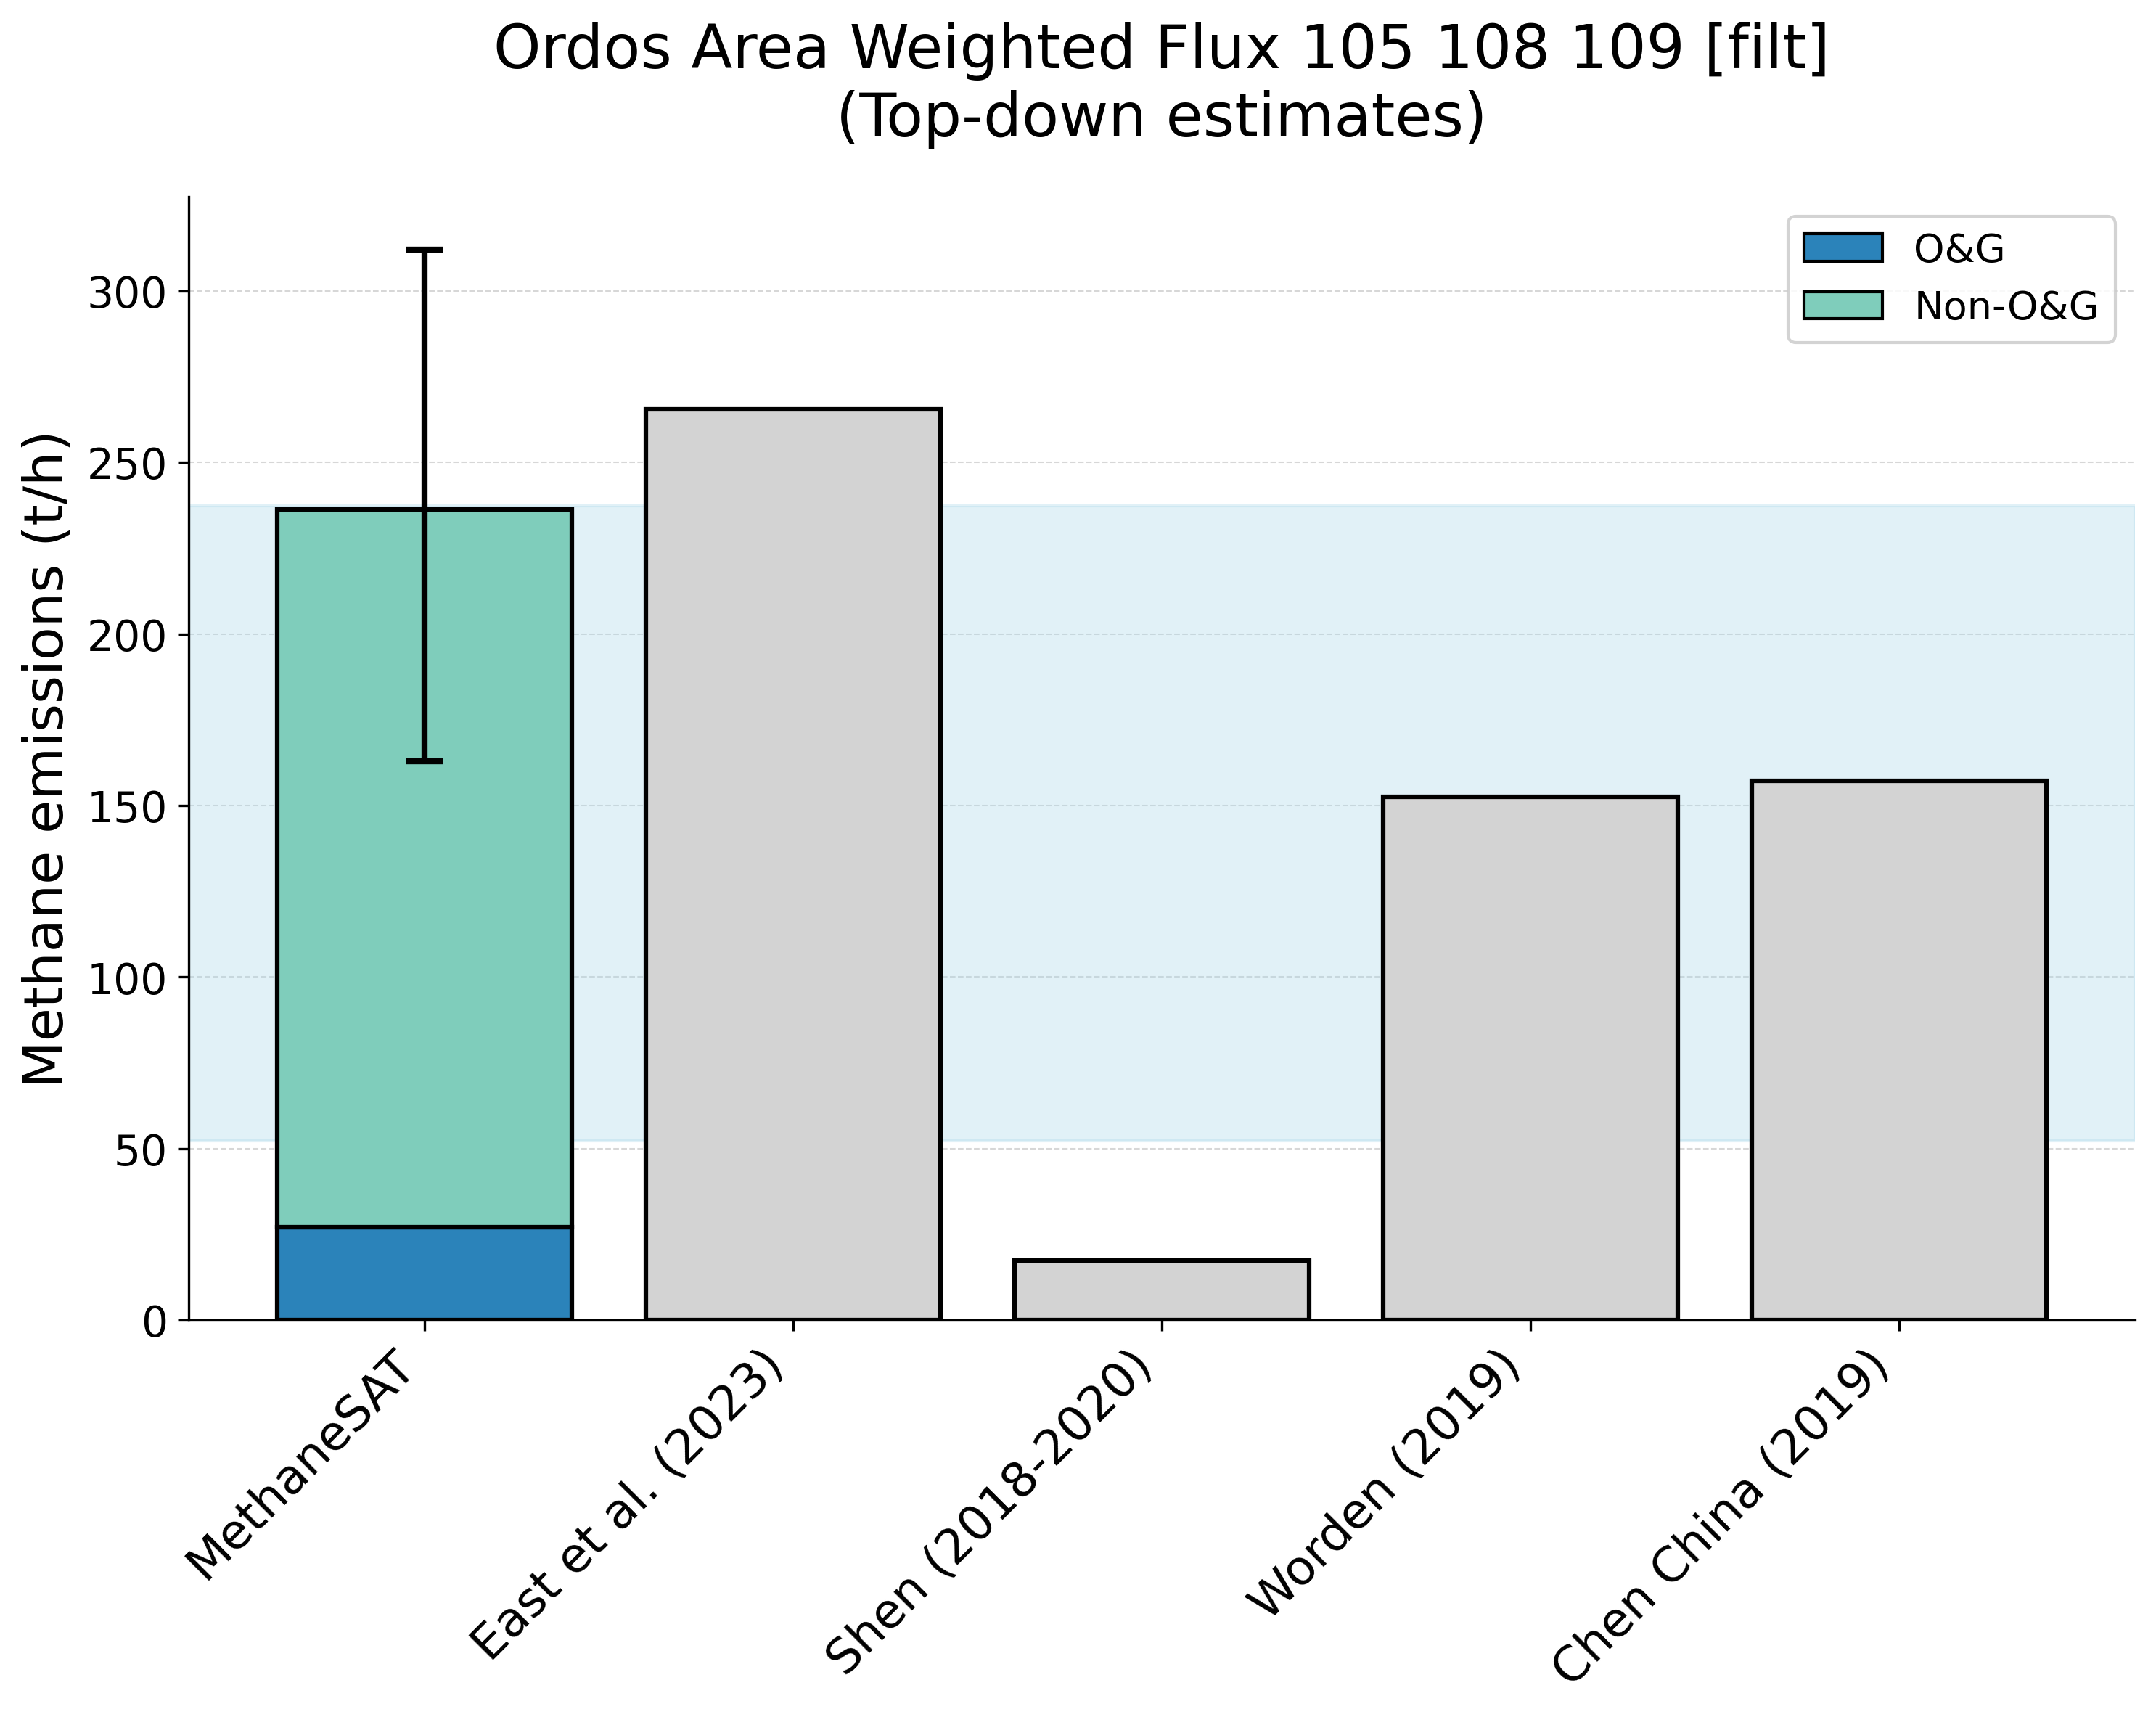 Ordos Area Weighted Flux 105 108 109 [filt]
(Top-down estimates)
O&G
Non-O&G
Methane emissions (t/h)
300
250
200
150
100
50
0
MethaneSAT
East et al. (2023)
Shen (2018-2020)
Worden (2019)
Chen China (2019)